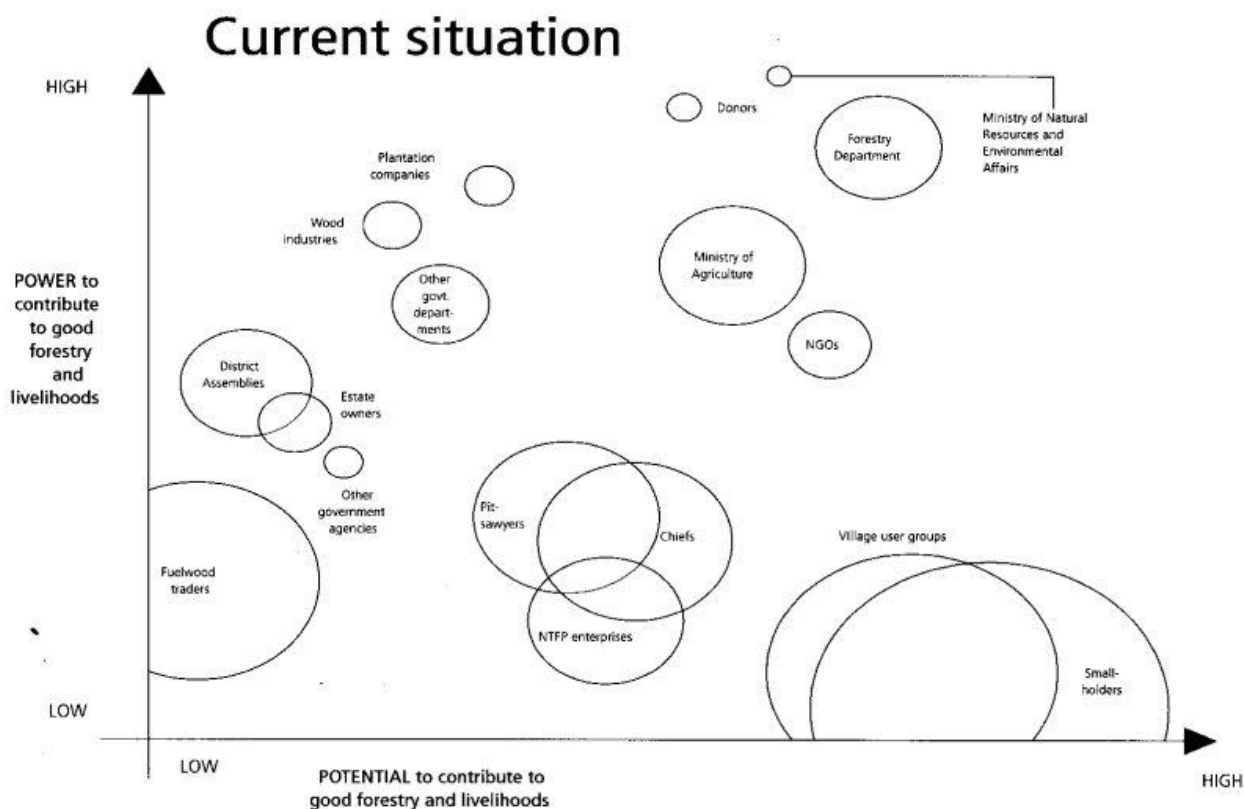 Current situation
HIGH
Donors
Ministry of Natural
Resources and
Environmental
Affairs
Forestry
Department
Plantation
companies
Wood
industries
Ministry of
Agriculture
POWER to
contribute
to good
forestry
and
livelihoods
Other
govt.
depart-
ments
NGOs
District
Assemblies
Estate
owners
Other
government
agencies
Pit-
sawyers
Chiefs
Village user groups
Fuelwood
traders
NTFP enterprises
Small-
holders
LOW
LOW
POTENTIAL to contribute to
good forestry and livelihoods
HIGH